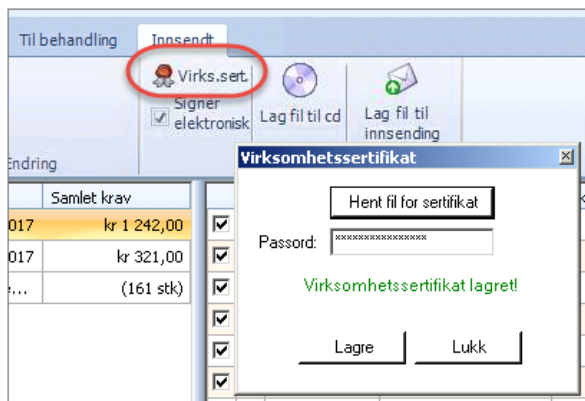 Til behandling
Innsendt
Virks.sert.
Signer
elektronisk
Lag fil til cd
Lag fil til
innsending
Endring
Virksomhetssertifikat
Hent fil for sertifikat
Passord: ****************
Virksomhetssertifikat lagret!
Lagre
Lukk
Samlet krav
017
kr 1 242,00
017
kr 321,00
(161 stk)